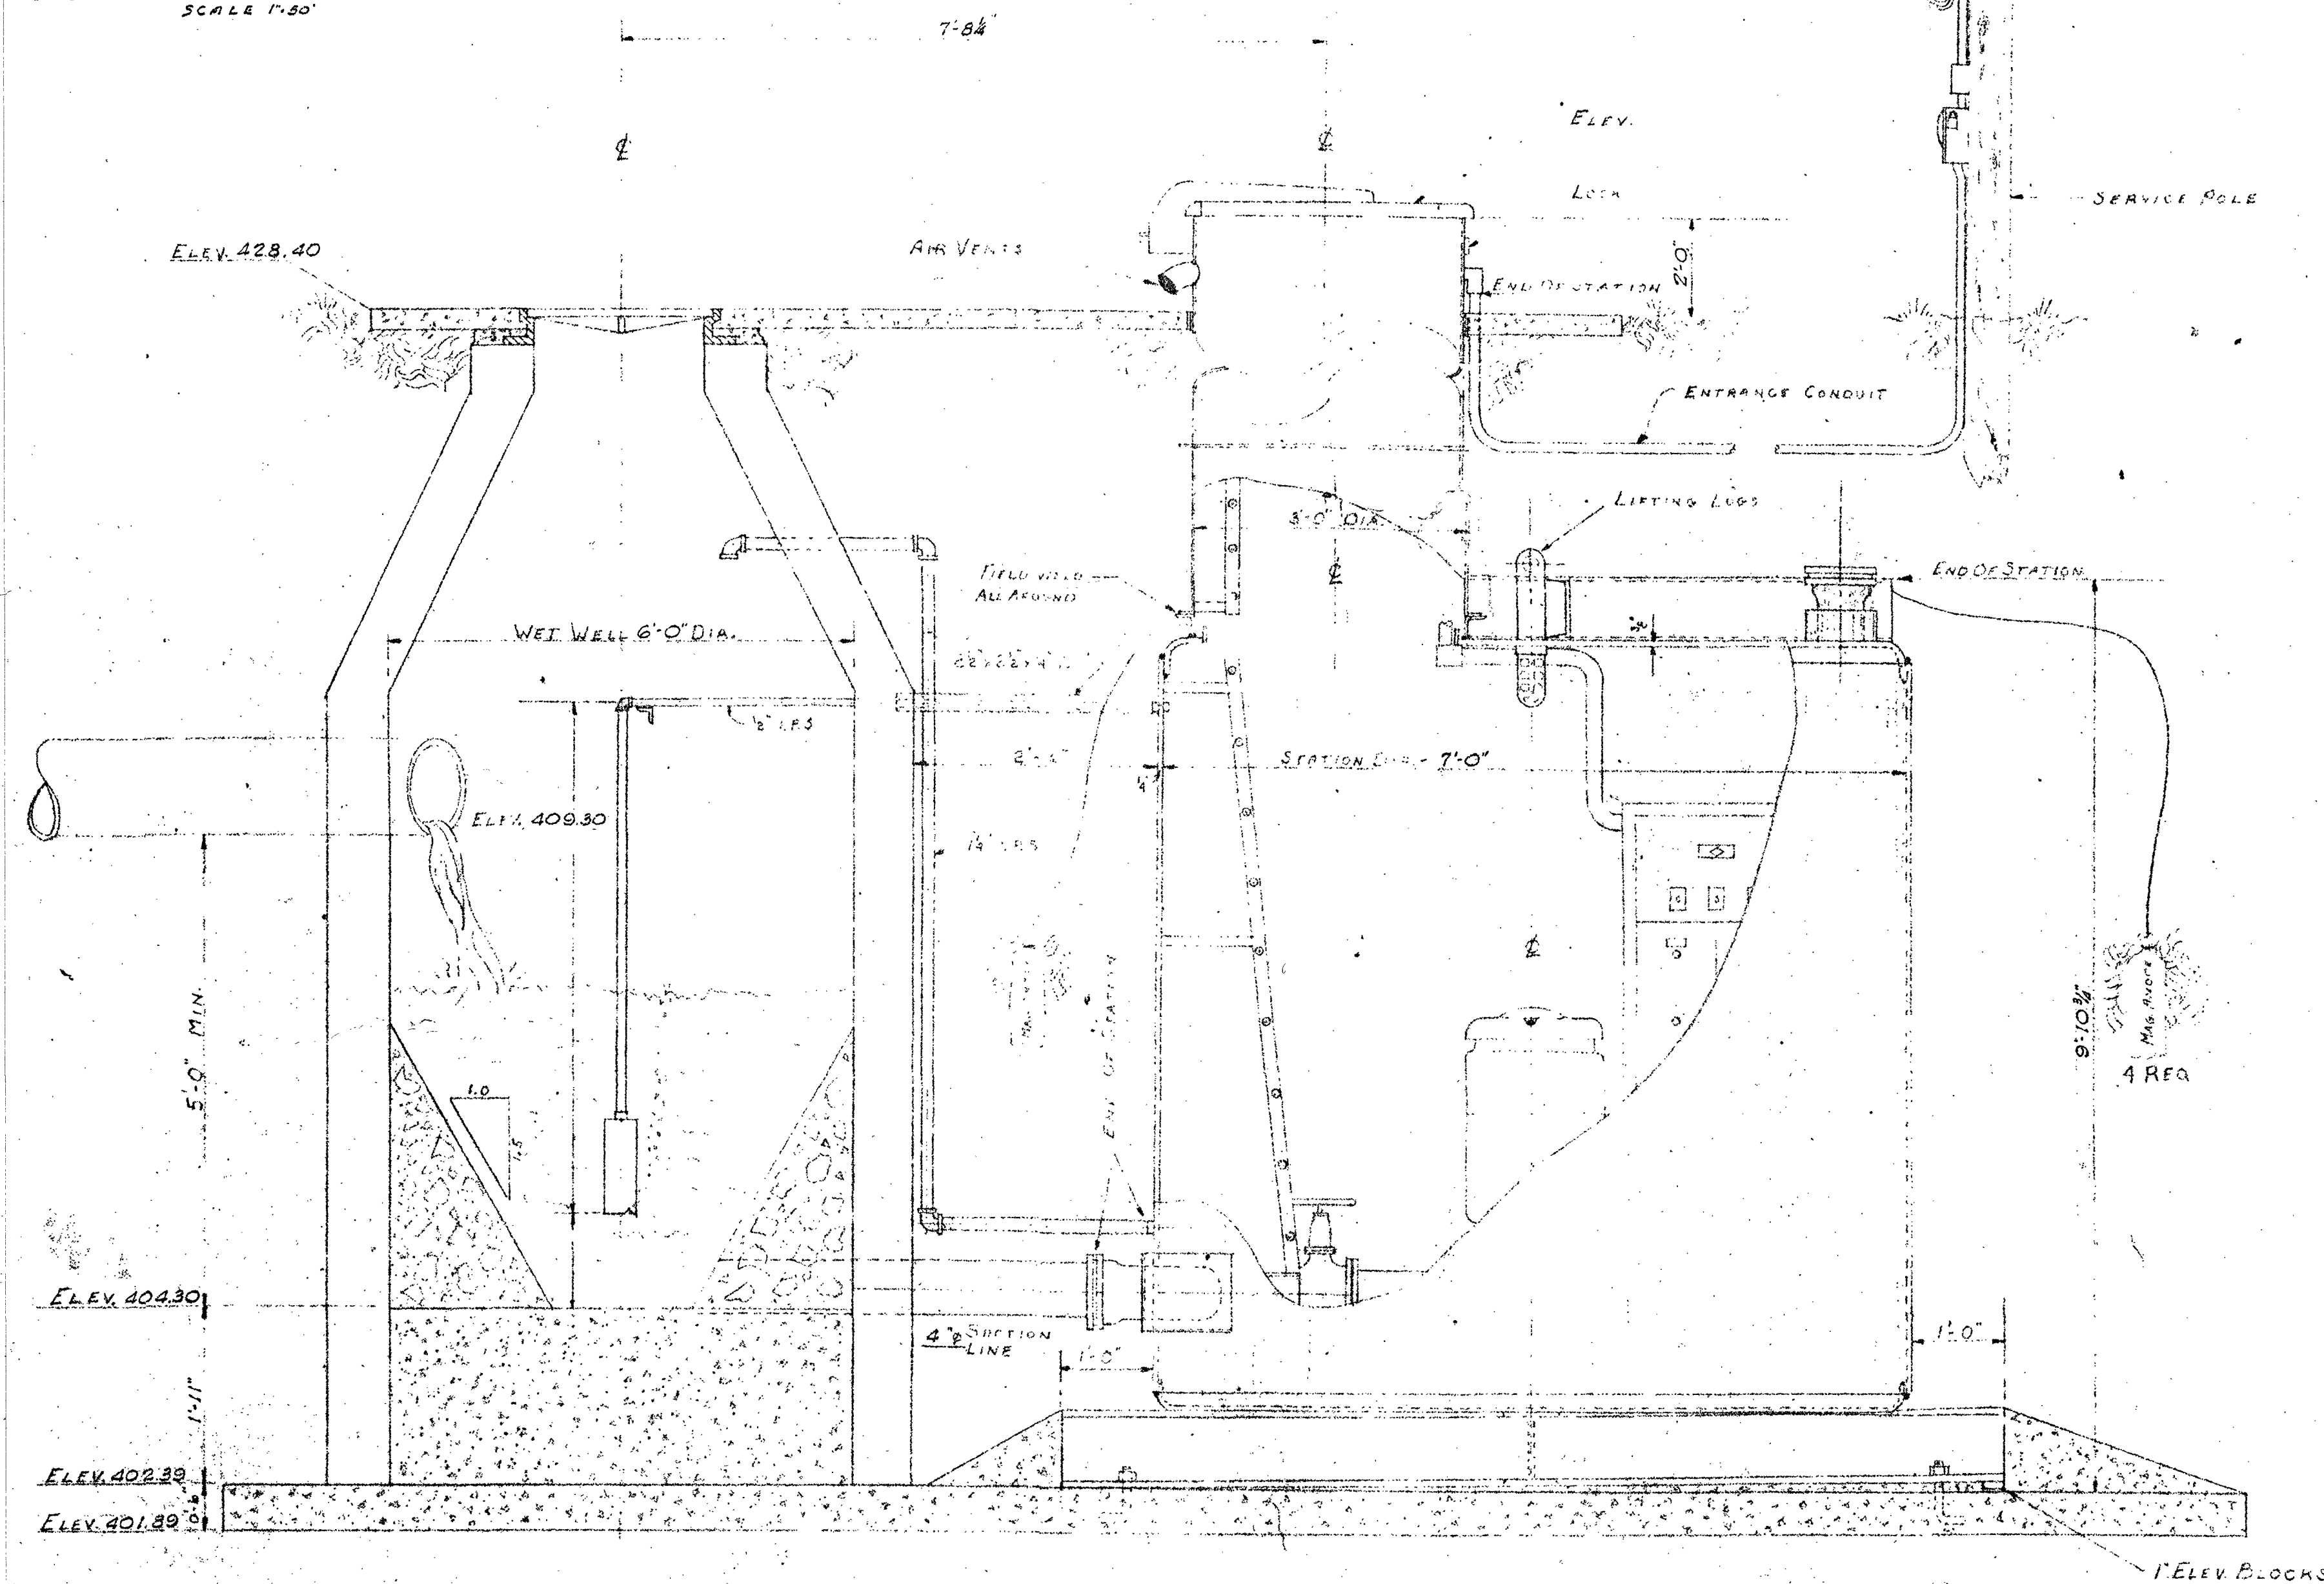 SCALE 1"=50'
7'-8¼"
℄
℄
ELEV.
LOCK
SERVICE POLE
ELEV. 428.40
AIR VENTS
2'-0"
END OF STATION
ENTRANCE CONDUIT
LIFTING LUGS
3'-0" DIA.
FIELD WELD
ALL AROUND
℄
END OF STATION
WET WELL 6'-0" DIA.
½" I.P.S
STATION DIA. - 7'-0"
¼"
ELEV. 409.30
1¼" I.P.S
℄
5'-0" MIN.
END OF STATION
9'-10⅜"
MAG. ANODE
4 REQ
1.0
1.5
ELEV. 404.30
4"φ SUCTION
LINE
1'-0"
1'-0"
1'-11"
ELEV. 402.39
0'-6"
ELEV. 401.89
1" ELEV. BLOCKS